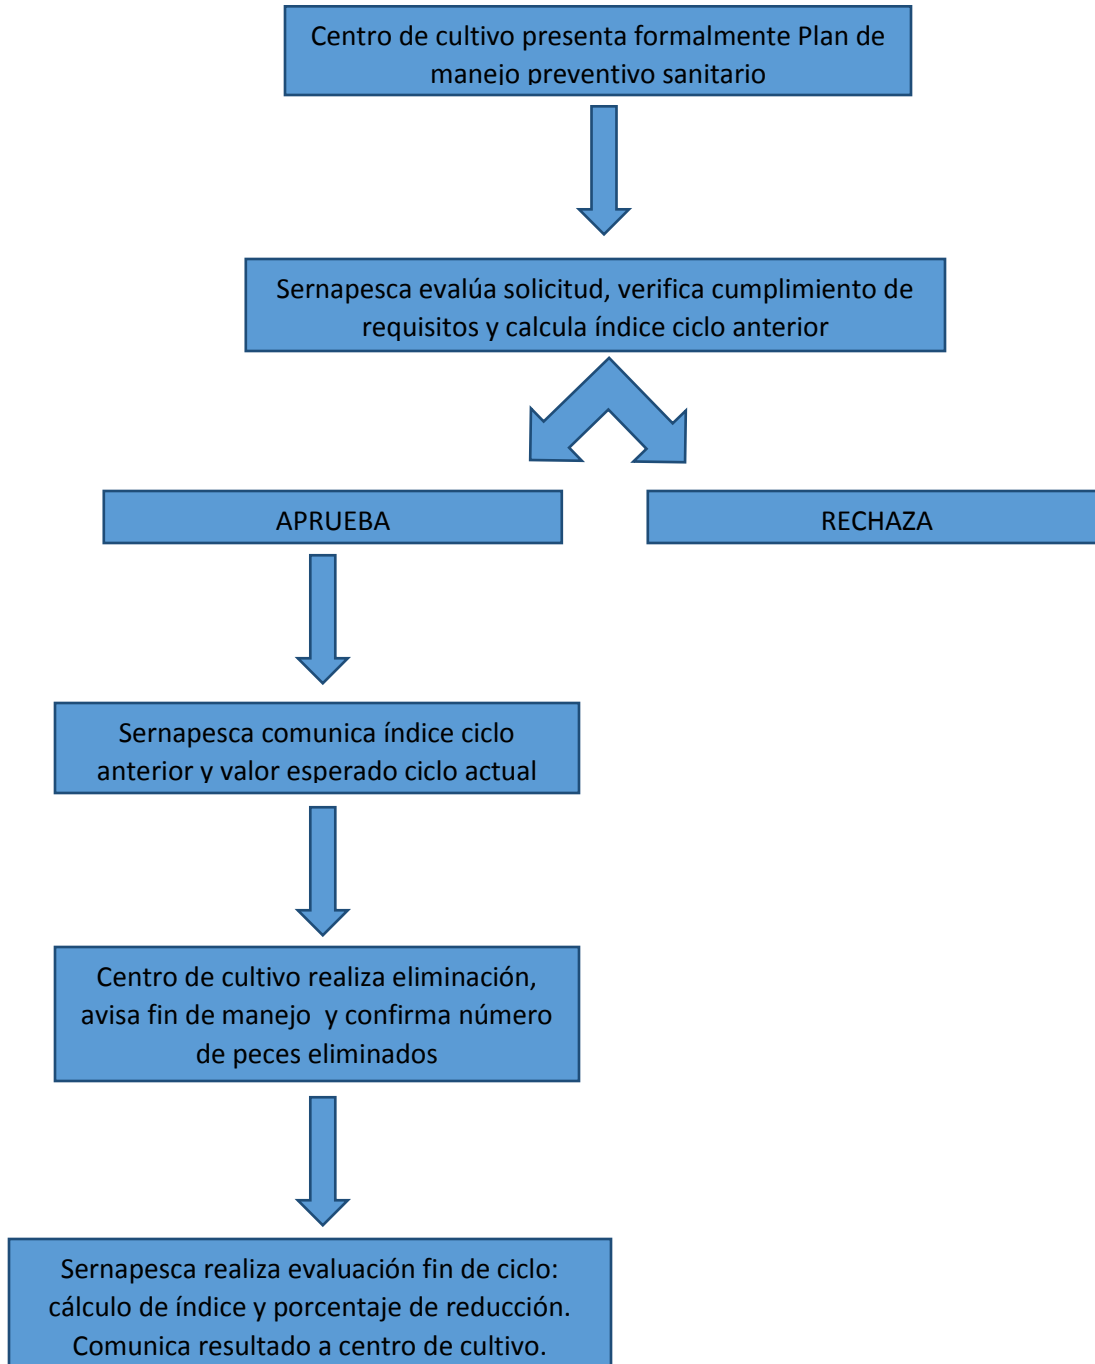 Centro de cultivo presenta formalmente Plan de
manejo preventivo sanitario
Sernapesca evalúa solicitud, verifica cumplimiento de
requisitos y calcula índice ciclo anterior
APRUEBA
RECHAZA
Sernapesca comunica índice ciclo
anterior y valor esperado ciclo actual
Centro de cultivo realiza eliminación,
avisa fin de manejo  y confirma número
de peces eliminados
Sernapesca realiza evaluación fin de ciclo:
cálculo de índice y porcentaje de reducción.
Comunica resultado a centro de cultivo.